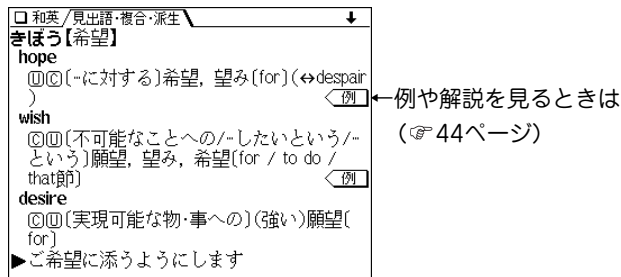 ❏ 和英/見出語·複合·派生 ↓
きぼう【希望】
hope
ⓊⒸ〔…に対する〕希望, 望み〔for〕(↔despair
) 例
←例や解説を見るときは
(☞44ページ)
wish
ⒸⓊ〔不可能なことへの/…したいという/…
という〕願望, 望み, 希望〔for / to do /
that節〕 例
desire
ⒸⓊ〔実現可能な物·事への〕(強い)願望〔
for〕
▶ご希望に添うようにします